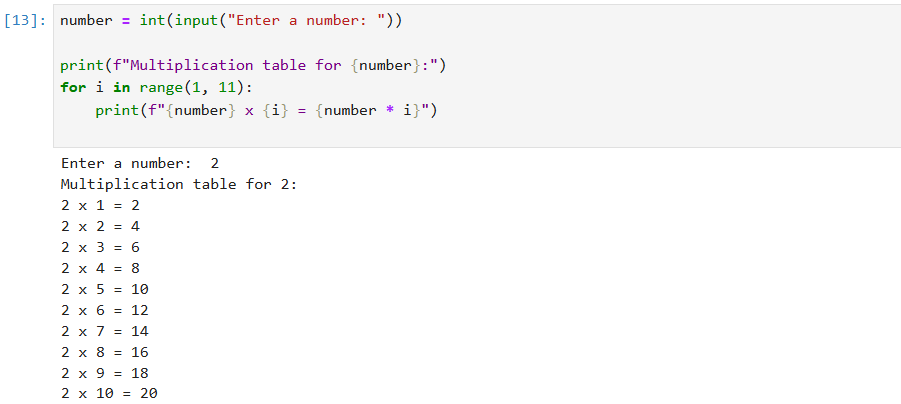 [13]: number = int(input("Enter a number: "))
print(f"Multiplication table for {number}:")
for i in range(1, 11):
    print(f"{number} x {i} = {number * i}")
Enter a number:  2
Multiplication table for 2:
2 x 1 = 2
2 x 2 = 4
2 x 3 = 6
2 x 4 = 8
2 x 5 = 10
2 x 6 = 12
2 x 7 = 14
2 x 8 = 16
2 x 9 = 18
2 x 10 = 20